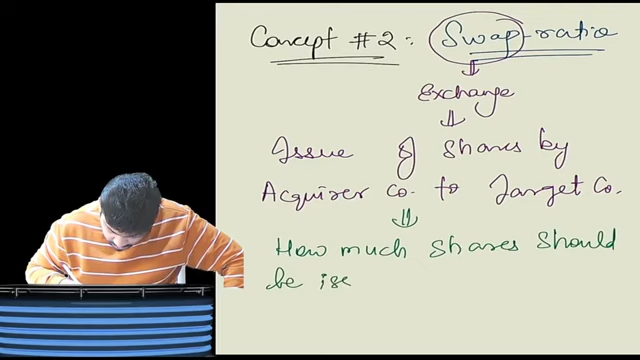 Concept #2: Swap-ratio
Exchange
Issue of Shares by
Acquirer Co. to Target Co.
How much shares should
be iss